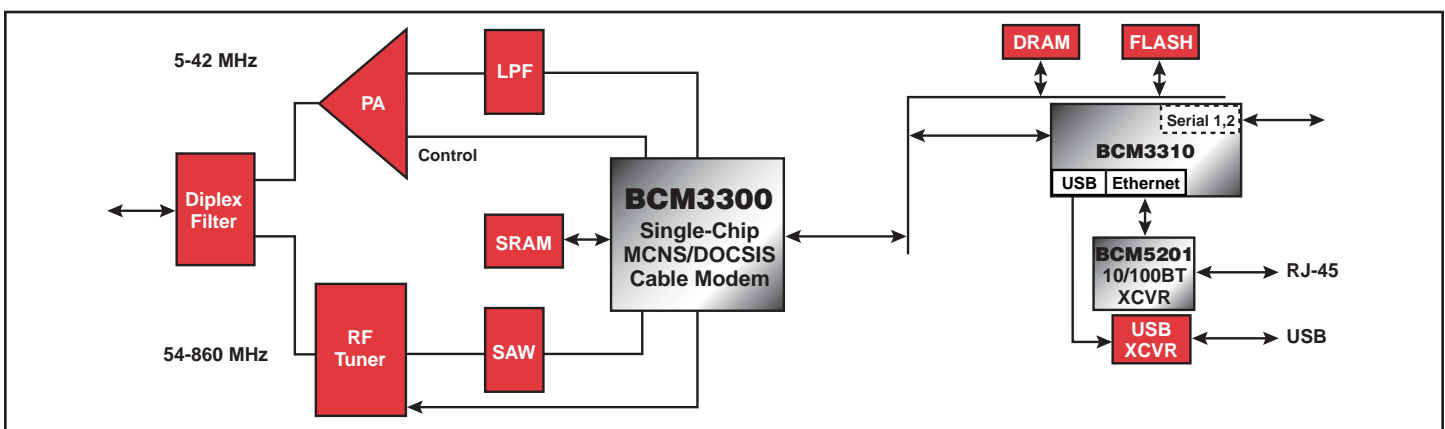 5-42 MHz
PA
LPF
Control
Diplex
Filter
SRAM
BCM3300
Single-Chip
MCNS/DOCSIS
Cable Modem
54-860 MHz
RF
Tuner
SAW
DRAM
FLASH
Serial 1,2
BCM3310
USB
Ethernet
BCM5201
10/100BT
XCVR
RJ-45
USB
XCVR
USB